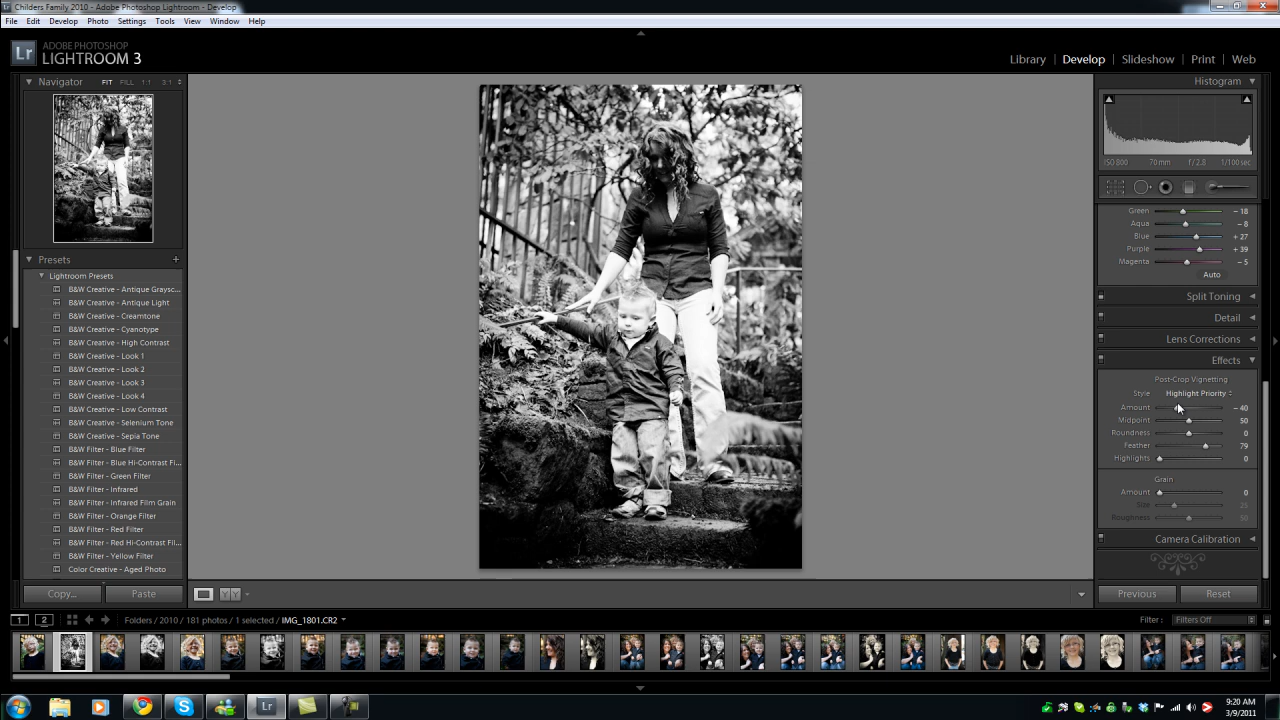 Childers Family 2010 - Adobe Photoshop Lightroom - Develop
File Edit Develop Photo Settings Tools View Window Help
Lr ADOBE PHOTOSHOP
LIGHTROOM 3
Library | Develop Slideshow | Print | Web
Navigator FIT FILL 1:1 3:1
Presets +
Lightroom Presets
B&W Creative - Antique Graysc...
B&W Creative - Antique Light
B&W Creative - Creamtone
B&W Creative - Cyanotype
B&W Creative - High Contrast
B&W Creative - Look 1
B&W Creative - Look 2
B&W Creative - Look 3
B&W Creative - Look 4
B&W Creative - Low Contrast
B&W Creative - Selenium Tone
B&W Creative - Sepia Tone
B&W Filter - Blue Filter
B&W Filter - Blue Hi-Contrast Fi...
B&W Filter - Green Filter
B&W Filter - Infrared
B&W Filter - Infrared Film Grain
B&W Filter - Orange Filter
B&W Filter - Red Filter
B&W Filter - Red Hi-Contrast Fil...
B&W Filter - Yellow Filter
Color Creative - Aged Photo
Copy... Paste
Histogram
ISO 800 70mm f / 2.8 1/100 sec
Green - 18
Aqua - 8
Blue + 27
Purple + 39
Magenta - 5
Auto
Split Toning
Detail
Lens Corrections
Effects
Post-Crop Vignetting
Style Highlight Priority
Amount - 40
Midpoint 50
Roundness 0
Feather 79
Highlights 0
Grain
Amount 0
Size 25
Roughness 50
Camera Calibration
Previous Reset
YY
1 2 Folders / 2010 / 181 photos / 1 selected / IMG_1801.CR2 Filter : Filters Off
Lr
9:20 AM
3/9/2011